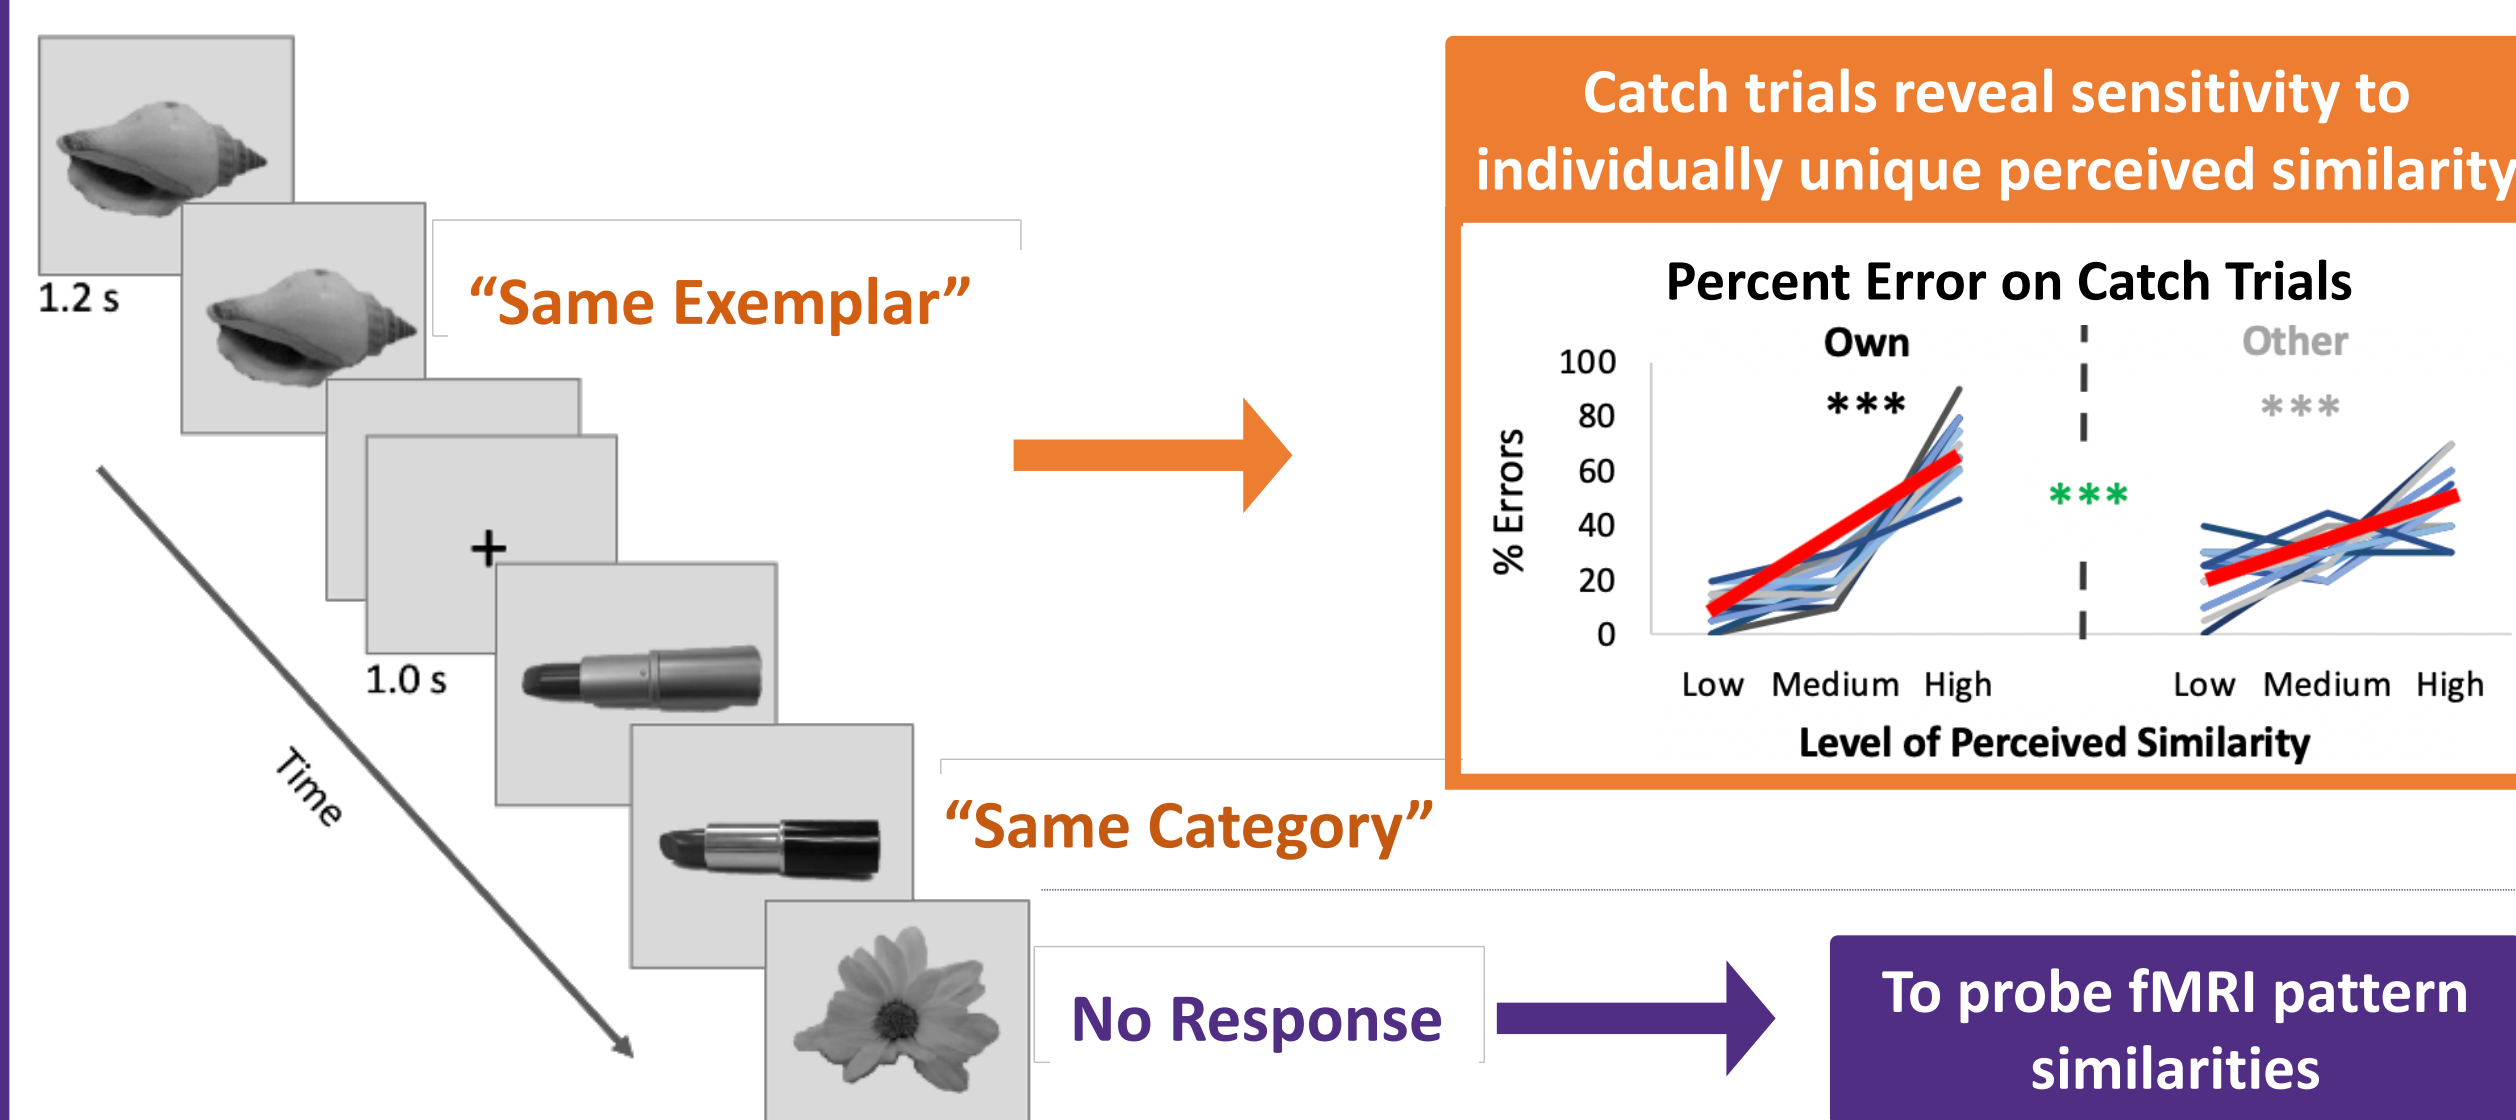 1.2 s
“Same Exemplar”
+
1.0 s
Time
“Same Category”
No Response
Catch trials reveal sensitivity to
individually unique perceived similarity
Percent Error on Catch Trials
Own
Other
***
***
***
% Errors
100
80
60
40
20
0
Low Medium High
Low Medium High
Level of Perceived Similarity
To probe fMRI pattern
similarities